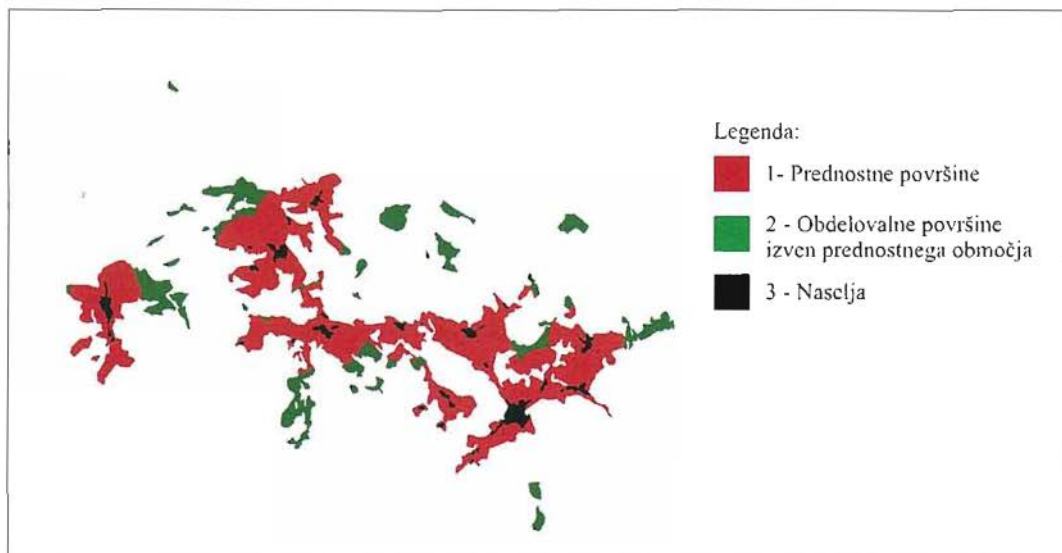 Legenda:
1- Prednostne površine
2 - Obdelovalne površine
izven prednostnega območja
3 - Naselja